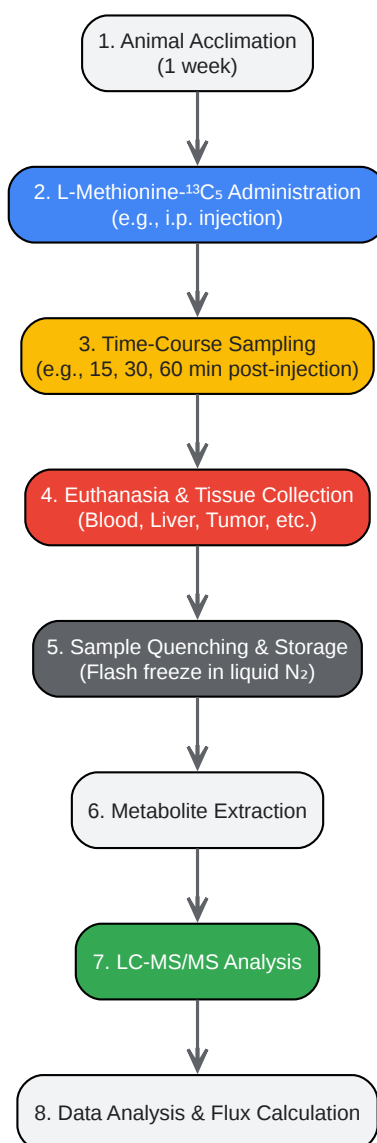 1. Animal Acclimation
(1 week)
2. L-Methionine-¹³C₅ Administration
(e.g., i.p. injection)
3. Time-Course Sampling
(e.g., 15, 30, 60 min post-injection)
4. Euthanasia & Tissue Collection
(Blood, Liver, Tumor, etc.)
5. Sample Quenching & Storage
(Flash freeze in liquid N₂)
6. Metabolite Extraction
7. LC-MS/MS Analysis
8. Data Analysis & Flux Calculation